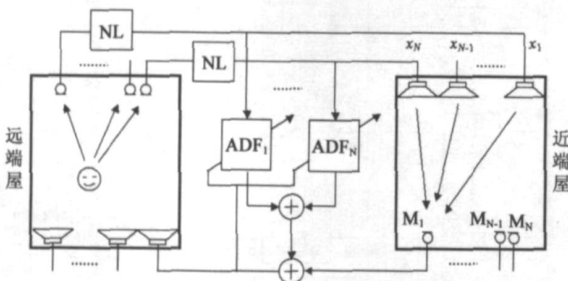 NL
NL
x_N
x_{N-1}
x_1
........
........
........
ADF_1
ADF_N
远端屋
近端屋
M_1
M_{N-1}
M_N
........
........